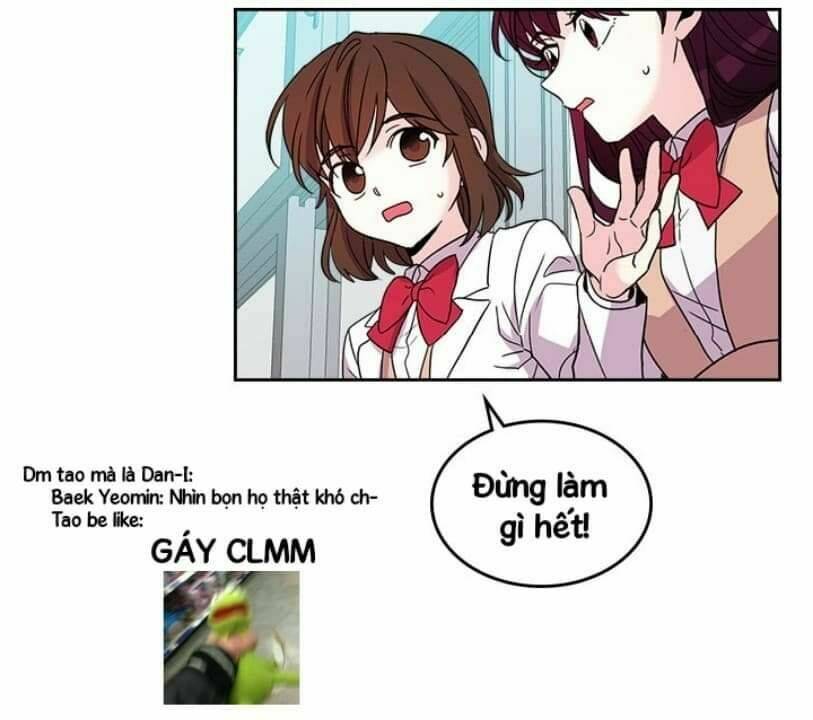 Dm tao mà là Dan-I:
Baek Yeomin: Nhìn bọn họ thật khó ch-
Tao be like:
GÁY CLMM
Đừng làm
gì hết!